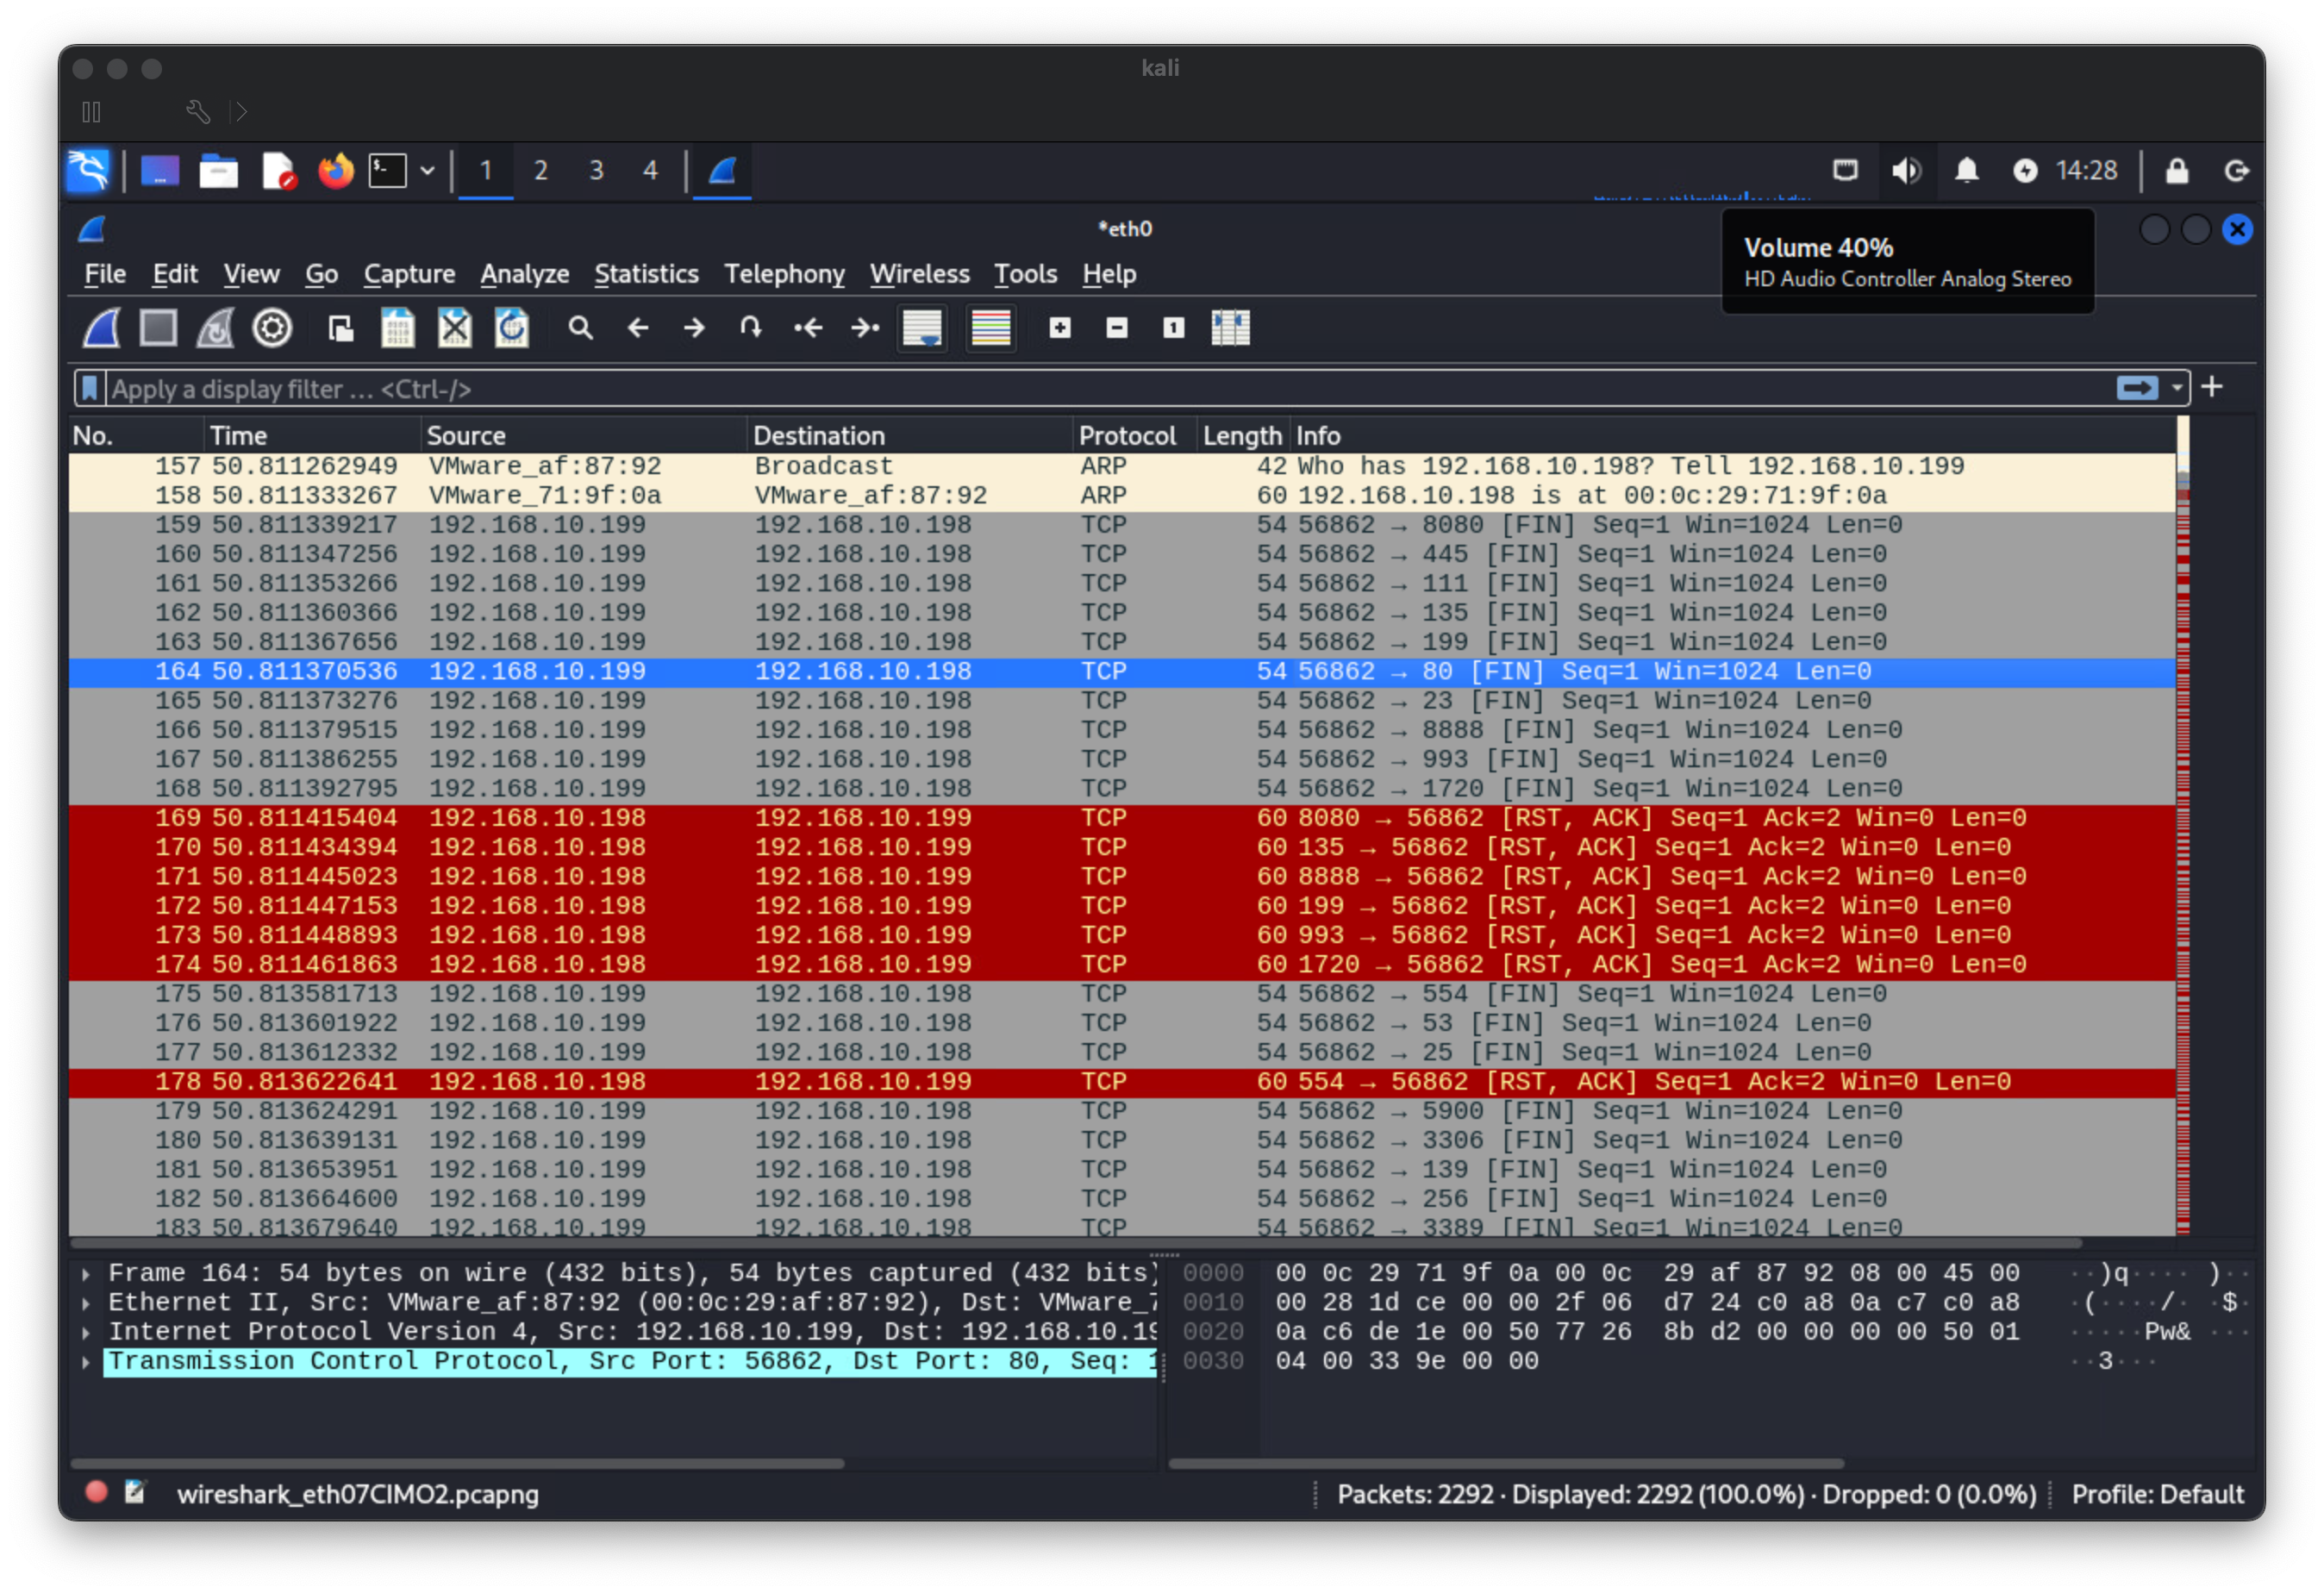 kali
1 2 3 4 14:28
*eth0
Volume 40%
HD Audio Controller Analog Stereo
File Edit View Go Capture Analyze Statistics Telephony Wireless Tools Help
Apply a display filter … <Ctrl-/>
No. Time Source Destination Protocol Length Info
157 50.811262949 VMware_af:87:92 Broadcast ARP 42 Who has 192.168.10.198? Tell 192.168.10.199
158 50.811333267 VMware_71:9f:0a VMware_af:87:92 ARP 60 192.168.10.198 is at 00:0c:29:71:9f:0a
159 50.811339217 192.168.10.199 192.168.10.198 TCP 54 56862 → 8080 [FIN] Seq=1 Win=1024 Len=0
160 50.811347256 192.168.10.199 192.168.10.198 TCP 54 56862 → 445 [FIN] Seq=1 Win=1024 Len=0
161 50.811353266 192.168.10.199 192.168.10.198 TCP 54 56862 → 111 [FIN] Seq=1 Win=1024 Len=0
162 50.811360366 192.168.10.199 192.168.10.198 TCP 54 56862 → 135 [FIN] Seq=1 Win=1024 Len=0
163 50.811367656 192.168.10.199 192.168.10.198 TCP 54 56862 → 199 [FIN] Seq=1 Win=1024 Len=0
164 50.811370536 192.168.10.199 192.168.10.198 TCP 54 56862 → 80 [FIN] Seq=1 Win=1024 Len=0
165 50.811373276 192.168.10.199 192.168.10.198 TCP 54 56862 → 23 [FIN] Seq=1 Win=1024 Len=0
166 50.811379515 192.168.10.199 192.168.10.198 TCP 54 56862 → 8888 [FIN] Seq=1 Win=1024 Len=0
167 50.811386255 192.168.10.199 192.168.10.198 TCP 54 56862 → 993 [FIN] Seq=1 Win=1024 Len=0
168 50.811392795 192.168.10.199 192.168.10.198 TCP 54 56862 → 1720 [FIN] Seq=1 Win=1024 Len=0
169 50.811415404 192.168.10.198 192.168.10.199 TCP 60 8080 → 56862 [RST, ACK] Seq=1 Ack=2 Win=0 Len=0
170 50.811434394 192.168.10.198 192.168.10.199 TCP 60 135 → 56862 [RST, ACK] Seq=1 Ack=2 Win=0 Len=0
171 50.811445023 192.168.10.198 192.168.10.199 TCP 60 8888 → 56862 [RST, ACK] Seq=1 Ack=2 Win=0 Len=0
172 50.811447153 192.168.10.198 192.168.10.199 TCP 60 199 → 56862 [RST, ACK] Seq=1 Ack=2 Win=0 Len=0
173 50.811448893 192.168.10.198 192.168.10.199 TCP 60 993 → 56862 [RST, ACK] Seq=1 Ack=2 Win=0 Len=0
174 50.811461863 192.168.10.198 192.168.10.199 TCP 60 1720 → 56862 [RST, ACK] Seq=1 Ack=2 Win=0 Len=0
175 50.813581713 192.168.10.199 192.168.10.198 TCP 54 56862 → 554 [FIN] Seq=1 Win=1024 Len=0
176 50.813601922 192.168.10.199 192.168.10.198 TCP 54 56862 → 53 [FIN] Seq=1 Win=1024 Len=0
177 50.813612332 192.168.10.199 192.168.10.198 TCP 54 56862 → 25 [FIN] Seq=1 Win=1024 Len=0
178 50.813622641 192.168.10.198 192.168.10.199 TCP 60 554 → 56862 [RST, ACK] Seq=1 Ack=2 Win=0 Len=0
179 50.813624291 192.168.10.199 192.168.10.198 TCP 54 56862 → 5900 [FIN] Seq=1 Win=1024 Len=0
180 50.813639131 192.168.10.199 192.168.10.198 TCP 54 56862 → 3306 [FIN] Seq=1 Win=1024 Len=0
181 50.813653951 192.168.10.199 192.168.10.198 TCP 54 56862 → 139 [FIN] Seq=1 Win=1024 Len=0
182 50.813664600 192.168.10.199 192.168.10.198 TCP 54 56862 → 256 [FIN] Seq=1 Win=1024 Len=0
183 50.813679640 192.168.10.199 192.168.10.198 TCP 54 56862 → 3389 [FIN] Seq=1 Win=1024 Len=0
Frame 164: 54 bytes on wire (432 bits), 54 bytes captured (432 bits)
Ethernet II, Src: VMware_af:87:92 (00:0c:29:af:87:92), Dst: VMware_7
Internet Protocol Version 4, Src: 192.168.10.199, Dst: 192.168.10.19
Transmission Control Protocol, Src Port: 56862, Dst Port: 80, Seq: 1
0000 00 0c 29 71 9f 0a 00 0c 29 af 87 92 08 00 45 00 ··)q···· )··
0010 00 28 1d ce 00 00 2f 06 d7 24 c0 a8 0a c7 c0 a8 ·(····/· ·$·
0020 0a c6 de 1e 00 50 77 26 8b d2 00 00 00 00 50 01 ·····Pw& ···
0030 04 00 33 9e 00 00 ··3···
wireshark_eth07CIMO2.pcapng
Packets: 2292 · Displayed: 2292 (100.0%) · Dropped: 0 (0.0%) Profile: Default